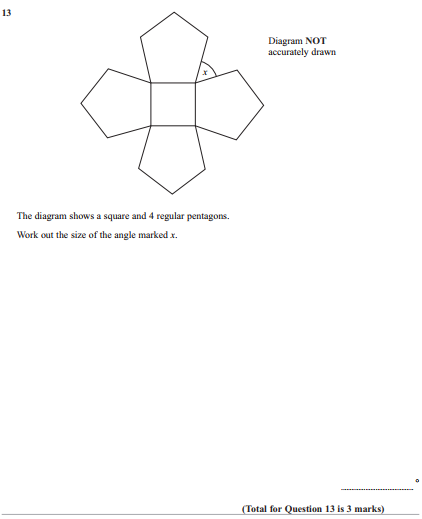 13
Diagram NOT
accurately drawn
x
The diagram shows a square and 4 regular pentagons.
Work out the size of the angle marked x.
°
(Total for Question 13 is 3 marks)